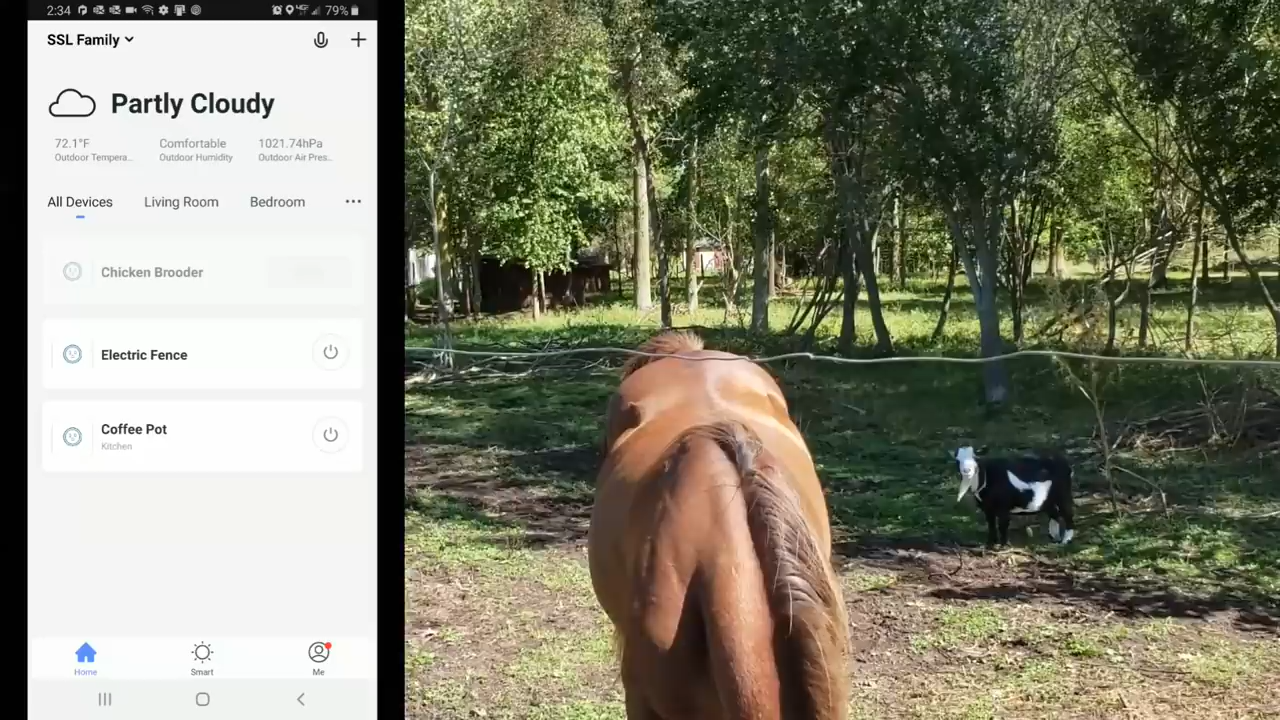 2:34 79%
SSL Family
Partly Cloudy
72.1°F Comfortable 1021.74hPa
Outdoor Tempera... Outdoor Humidity Outdoor Air Pres...
All Devices Living Room Bedroom
Chicken Brooder
Electric Fence
Coffee Pot
Kitchen
Home Smart Me